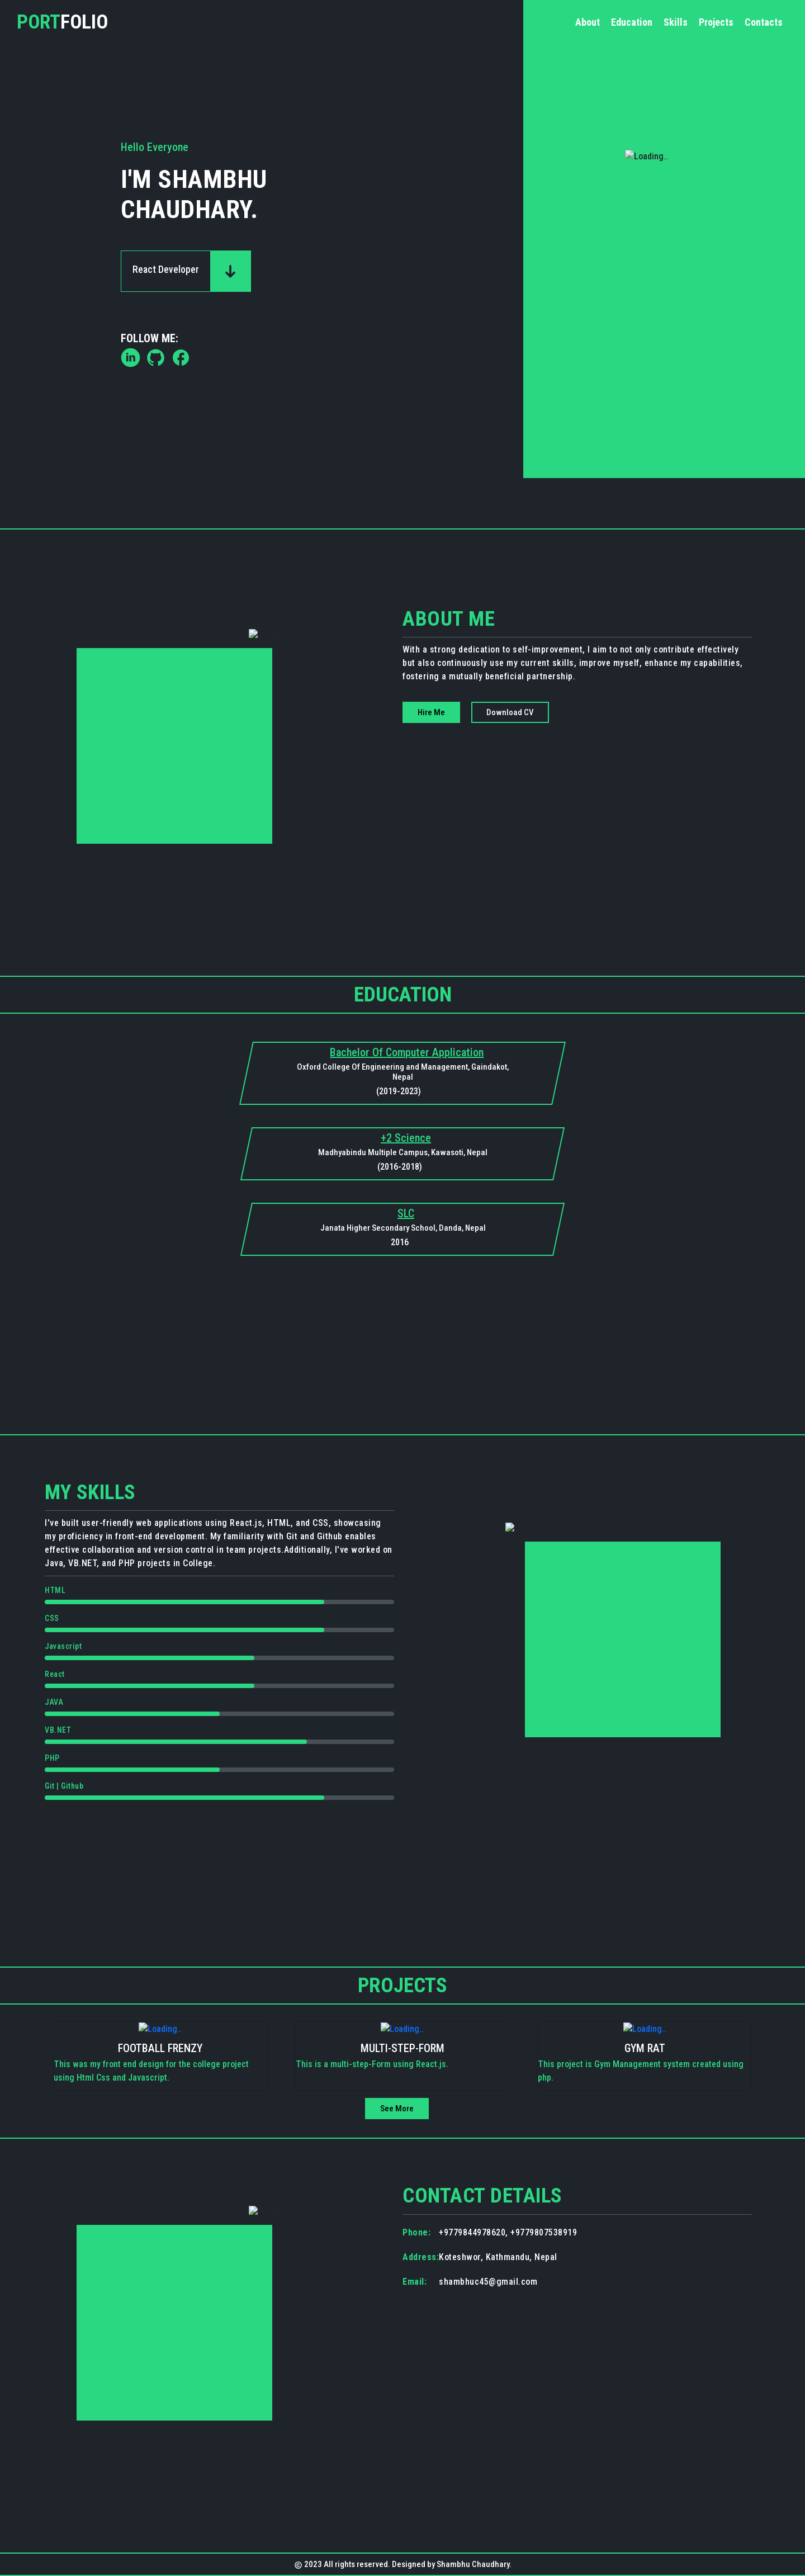 PORTFOLIO
About Education Skills Projects Contacts
Hello Everyone
I'M SHAMBHU
CHAUDHARY.
Loading..
React Developer
FOLLOW ME:
ABOUT ME
With a strong dedication to self-improvement, I aim to not only contribute effectively
but also continuously use my current skills, improve myself, enhance my capabilities,
fostering a mutually beneficial partnership.
Hire Me Download CV
EDUCATION
Bachelor Of Computer Application
Oxford College Of Engineering and Management, Gaindakot,
Nepal
(2019-2023)
+2 Science
Madhyabindu Multiple Campus, Kawasoti, Nepal
(2016-2018)
SLC
Janata Higher Secondary School, Danda, Nepal
2016
MY SKILLS
I've built user-friendly web applications using React.js, HTML, and CSS, showcasing
my proficiency in front-end development. My familiarity with Git and Github enables
effective collaboration and version control in team projects.Additionally, I've worked on
Java, VB.NET, and PHP projects in College.
HTML
CSS
Javascript
React
JAVA
VB.NET
PHP
Git | Github
PROJECTS
Loading..
FOOTBALL FRENZY
This was my front end design for the college project
using Html Css and Javascript.
Loading..
MULTI-STEP-FORM
This is a multi-step-Form using React js.
Loading..
GYM RAT
This project is Gym Management system created using
php.
See More
CONTACT DETAILS
Phone: +9779844978620, +9779807538919
Address:Koteshwor, Kathmandu, Nepal
Email: shambhuc45@gmail.com
© 2023 All rights reserved. Designed by Shambhu Chaudhary.